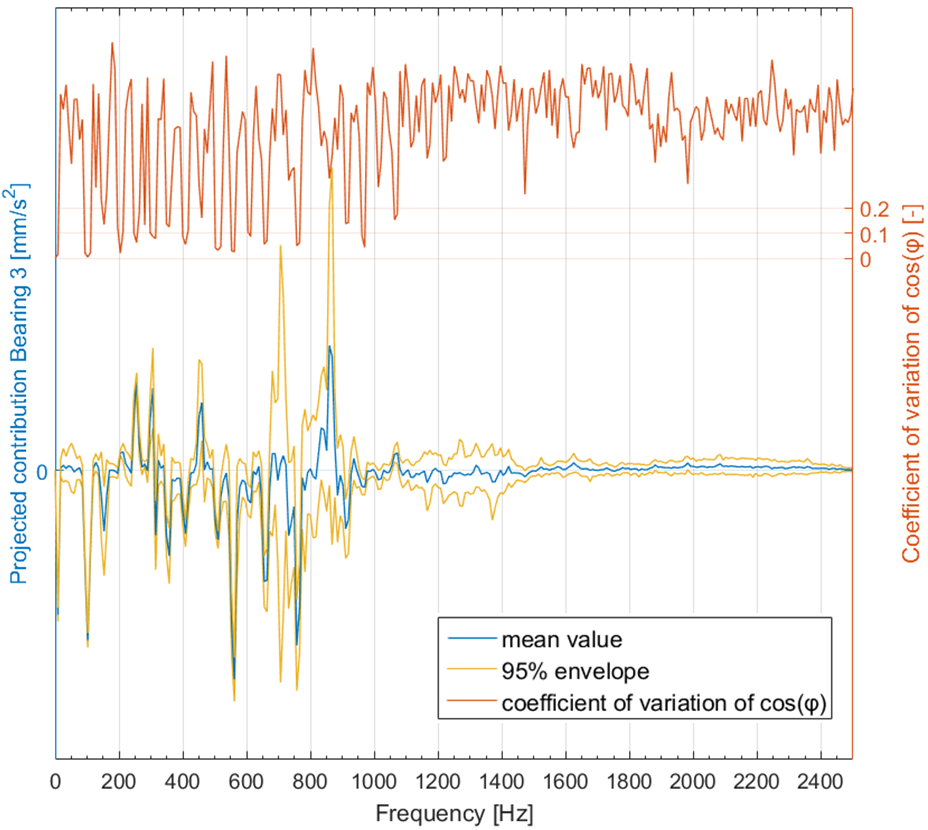 Projected contribution Bearing 3 [mm/s²]
0
0.2
0.1
0
Coefficient of variation of cos(φ) [-]
mean value
95% envelope
coefficient of variation of cos(φ)
0 200 400 600 800 1000 1200 1400 1600 1800 2000 2200 2400
Frequency [Hz]